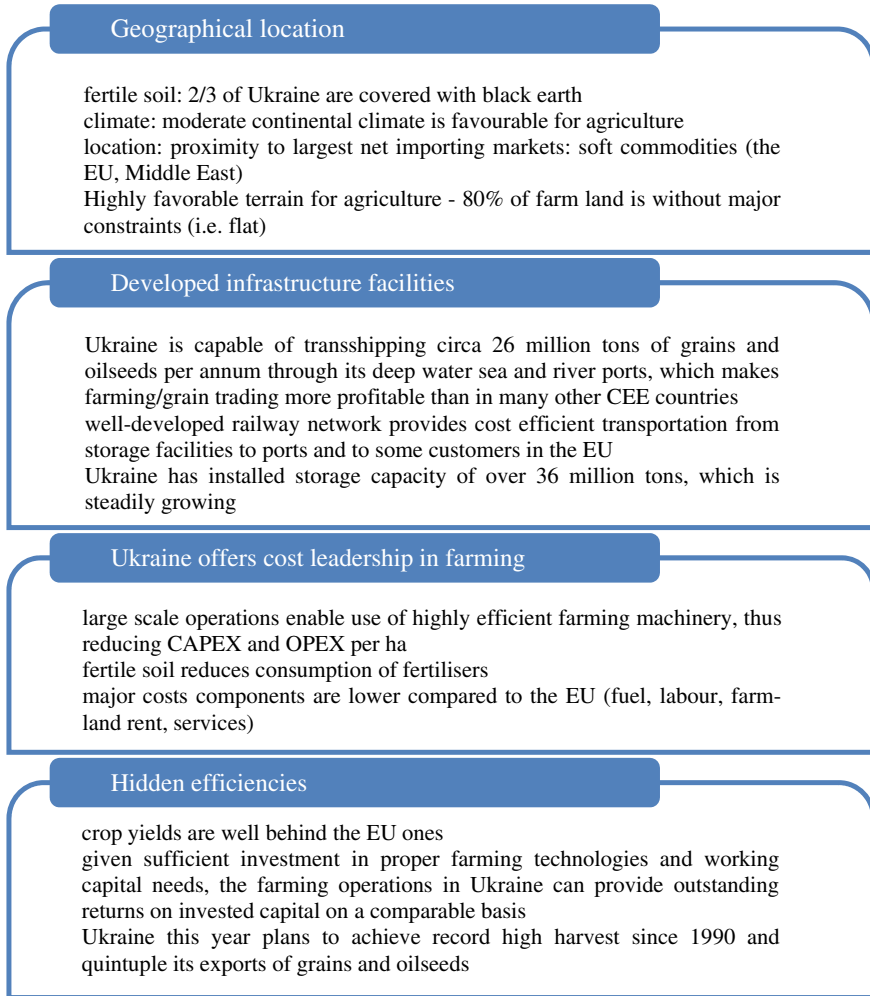 Geographical location
fertile soil: 2/3 of Ukraine are covered with black earth
climate: moderate continental climate is favourable for agriculture
location: proximity to largest net importing markets: soft commodities (the
EU, Middle East)
Highly favorable terrain for agriculture - 80% of farm land is without major
constraints (i.e. flat)
Developed infrastructure facilities
Ukraine is capable of transshipping circa 26 million tons of grains and
oilseeds per annum through its deep water sea and river ports, which makes
farming/grain trading more profitable than in many other CEE countries
well-developed railway network provides cost efficient transportation from
storage facilities to ports and to some customers in the EU
Ukraine has installed storage capacity of over 36 million tons, which is
steadily growing
Ukraine offers cost leadership in farming
large scale operations enable use of highly efficient farming machinery, thus
reducing CAPEX and OPEX per ha
fertile soil reduces consumption of fertilisers
major costs components are lower compared to the EU (fuel, labour, farm-
land rent, services)
Hidden efficiencies
crop yields are well behind the EU ones
given sufficient investment in proper farming technologies and working
capital needs, the farming operations in Ukraine can provide outstanding
returns on invested capital on a comparable basis
Ukraine this year plans to achieve record high harvest since 1990 and
quintuple its exports of grains and oilseeds